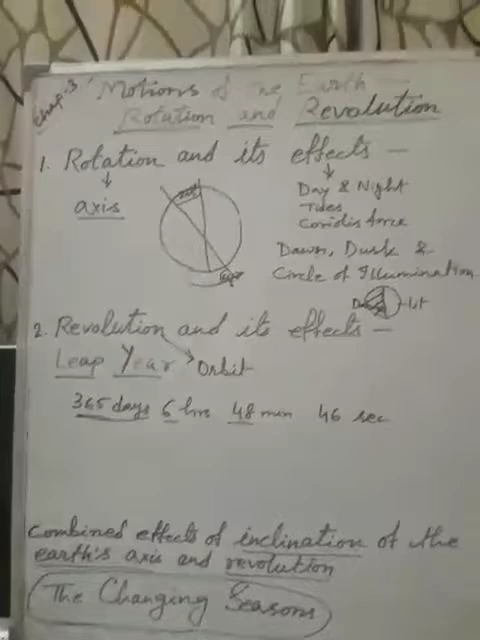 Chap-3 Motions of the Earth —
Rotation and Revolution
1. Rotation and its effects —
axis
Day & Night
Tides
Coriolis force
Dawn, Dusk &
Circle of Illumination
Lit
2. Revolution and its effects —
Leap Year Orbit
365 days 6 hrs 48 min 46 sec
combined effects of inclination of the
earth's axis and revolution
The Changing Seasons